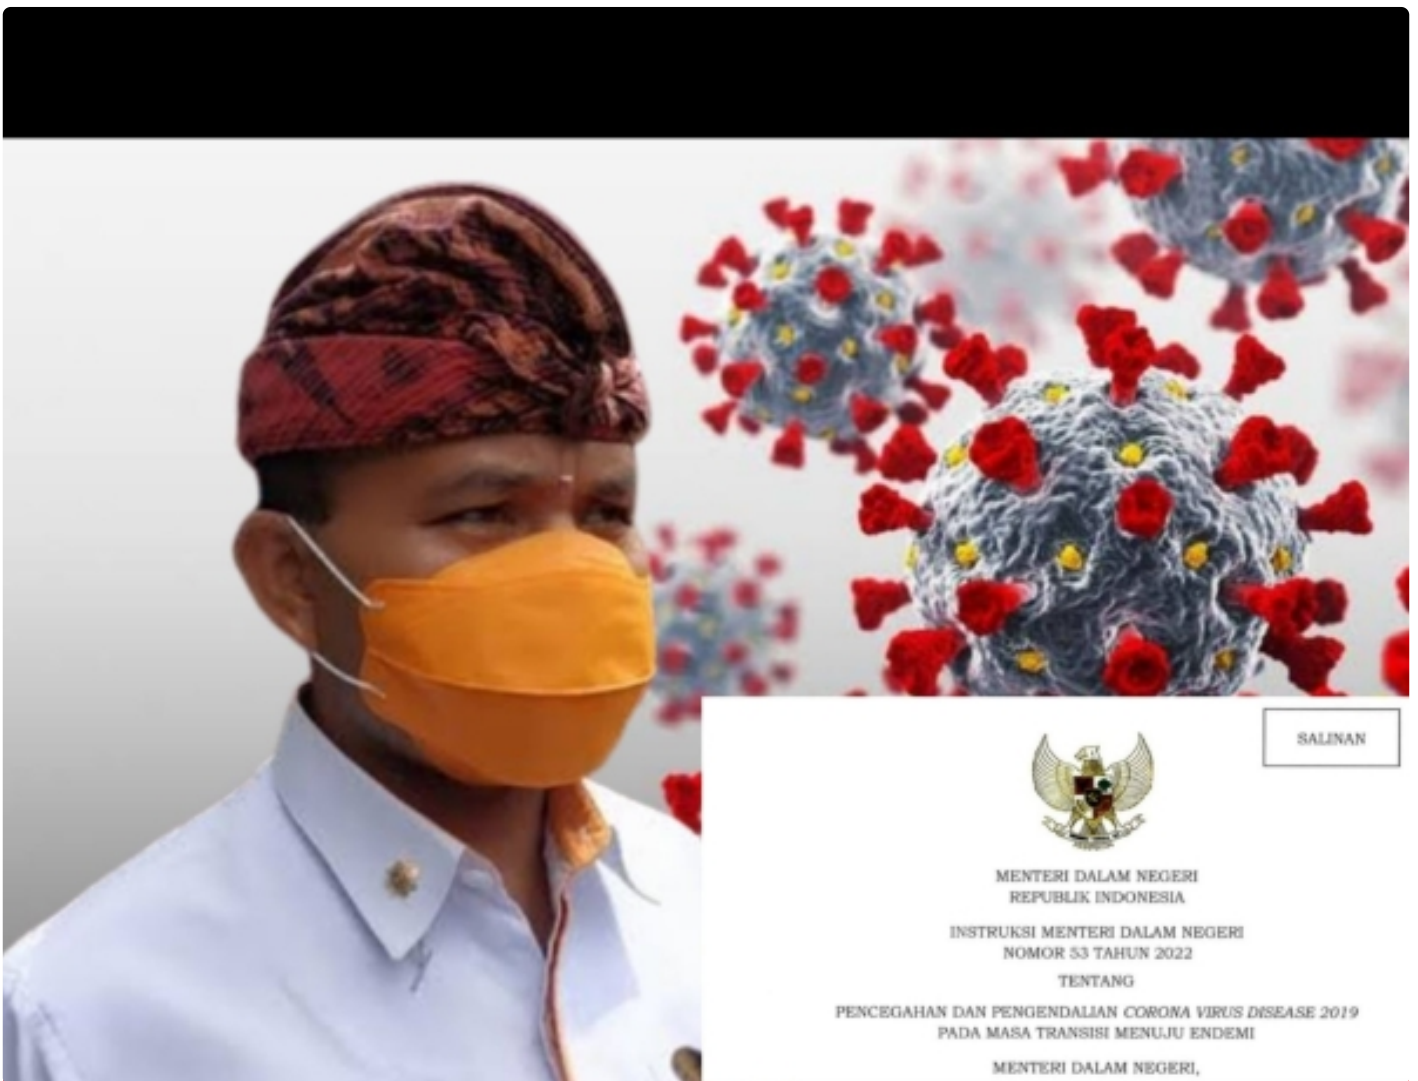 SALINAN
MENTERI DALAM NEGERI
REPUBLIK INDONESIA
INSTRUKSI MENTERI DALAM NEGERI
NOMOR 53 TAHUN 2022
TENTANG
PENCEGAHAN DAN PENGENDALIAN CORONA VIRUS DISEASE 2019
PADA MASA TRANSISI MENUJU ENDEMI
MENTERI DALAM NEGERI,